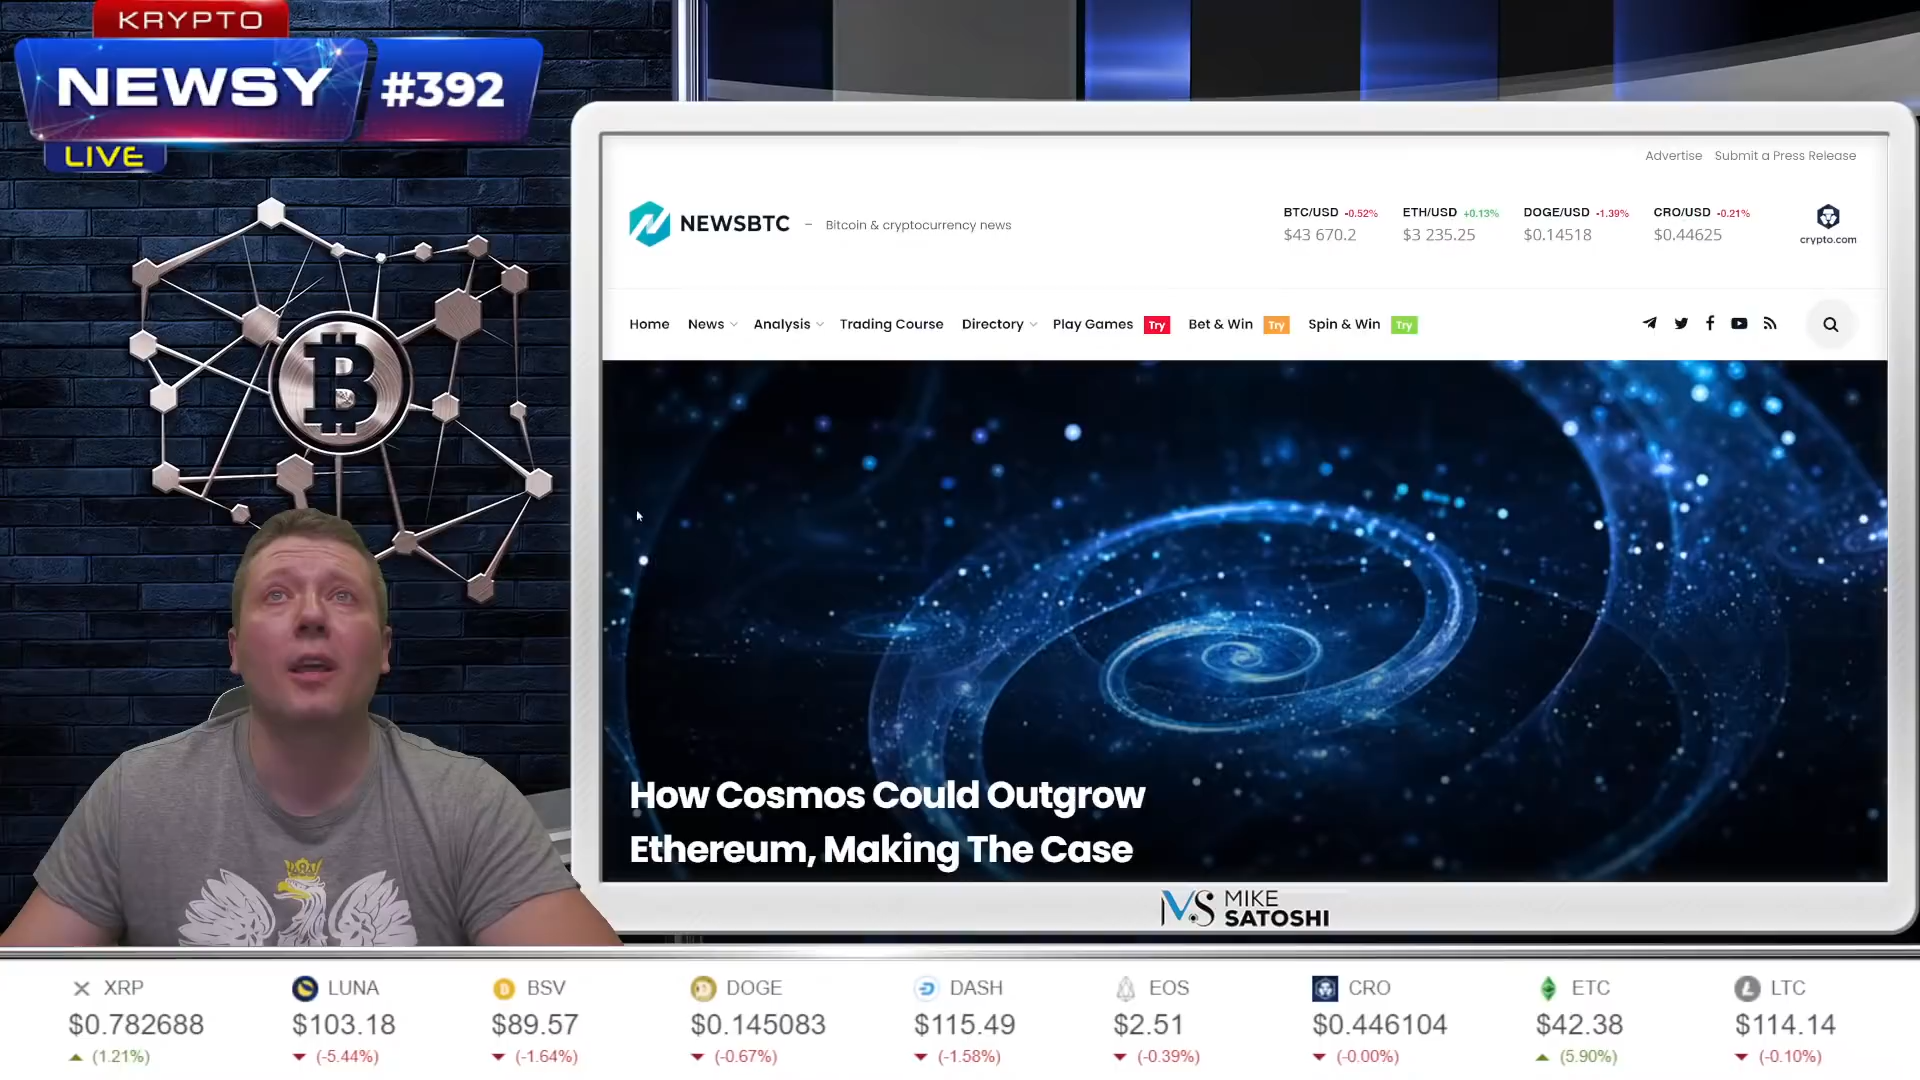 KRYPTO
NEWSY #392
LIVE
Advertise Submit a Press Release
NEWSBTC – Bitcoin & cryptocurrency news
BTC/USD -0.52% ETH/USD +0.13% DOGE/USD -1.39% CRO/USD -0.21%
$43 670.2 $3 235.25 $0.14518 $0.44625
crypto.com
Home News Analysis Trading Course Directory Play Games Try Bet & Win Try Spin & Win Try
How Cosmos Could Outgrow
Ethereum, Making The Case
MS MIKE
SATOSHI
XRP LUNA BSV DOGE DASH EOS CRO ETC LTC
$0.782688 $103.18 $89.57 $0.145083 $115.49 $2.51 $0.446104 $42.38 $114.14
(1.21%) (-5.44%) (-1.64%) (-0.67%) (-1.58%) (-0.39%) (-0.00%) (5.90%) (-0.10%)